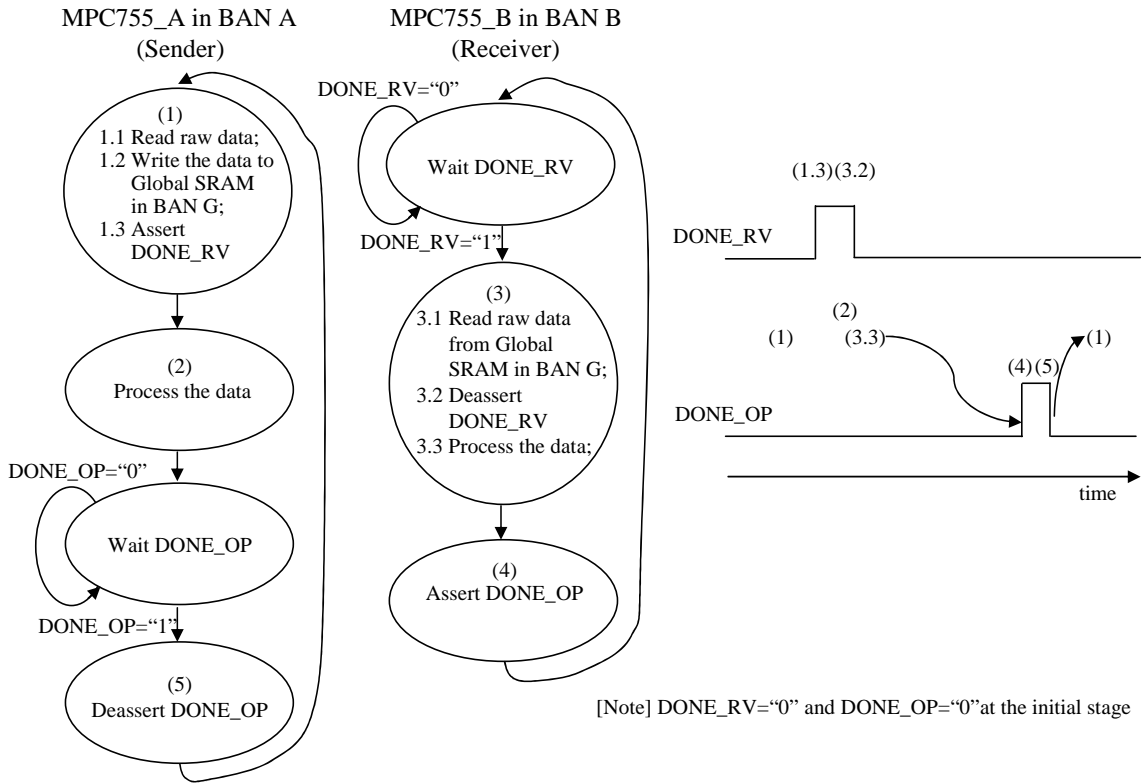 MPC755_A in BAN A
(Sender)
(1)
1.1 Read raw data;
1.2 Write the data to
Global SRAM
in BAN G;
1.3 Assert
DONE_RV
(2)
Process the data
DONE_OP=“0”
Wait DONE_OP
DONE_OP=“1”
(5)
Deassert DONE_OP
MPC755_B in BAN B
(Receiver)
DONE_RV=“0”
Wait DONE_RV
DONE_RV=“1”
(3)
3.1 Read raw data
from Global
SRAM in BAN G;
3.2 Deassert
DONE_RV
3.3 Process the data;
(4)
Assert DONE_OP
(1.3) (3.2)
DONE_RV
(2)
(1) (3.3) (1)
(4) (5)
DONE_OP
time
[Note] DONE_RV=“0” and DONE_OP=“0”at the initial stage